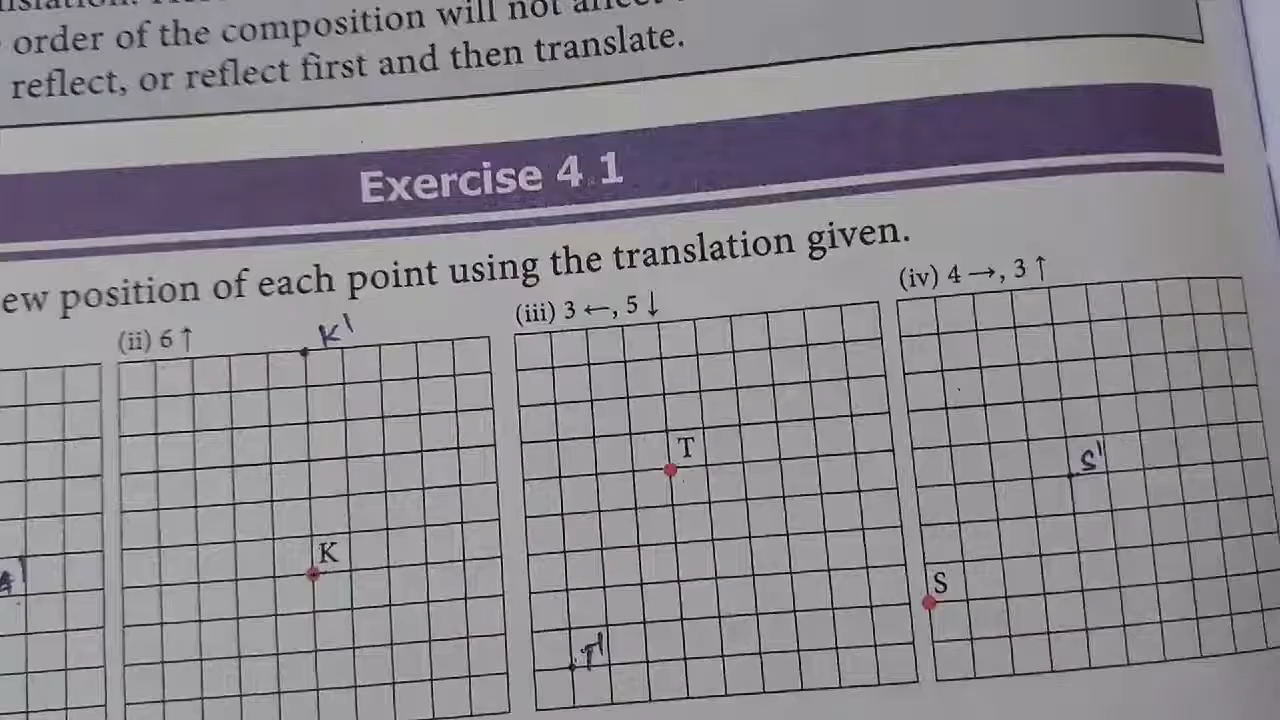 order of the composition will not affect
reflect, or reflect first and then translate.
Exercise 4.1
ew position of each point using the translation given.
(ii) 6 ↑
K'
K
(iii) 3 ←, 5 ↓
T
T'
(iv) 4 →, 3 ↑
S'
S
A'